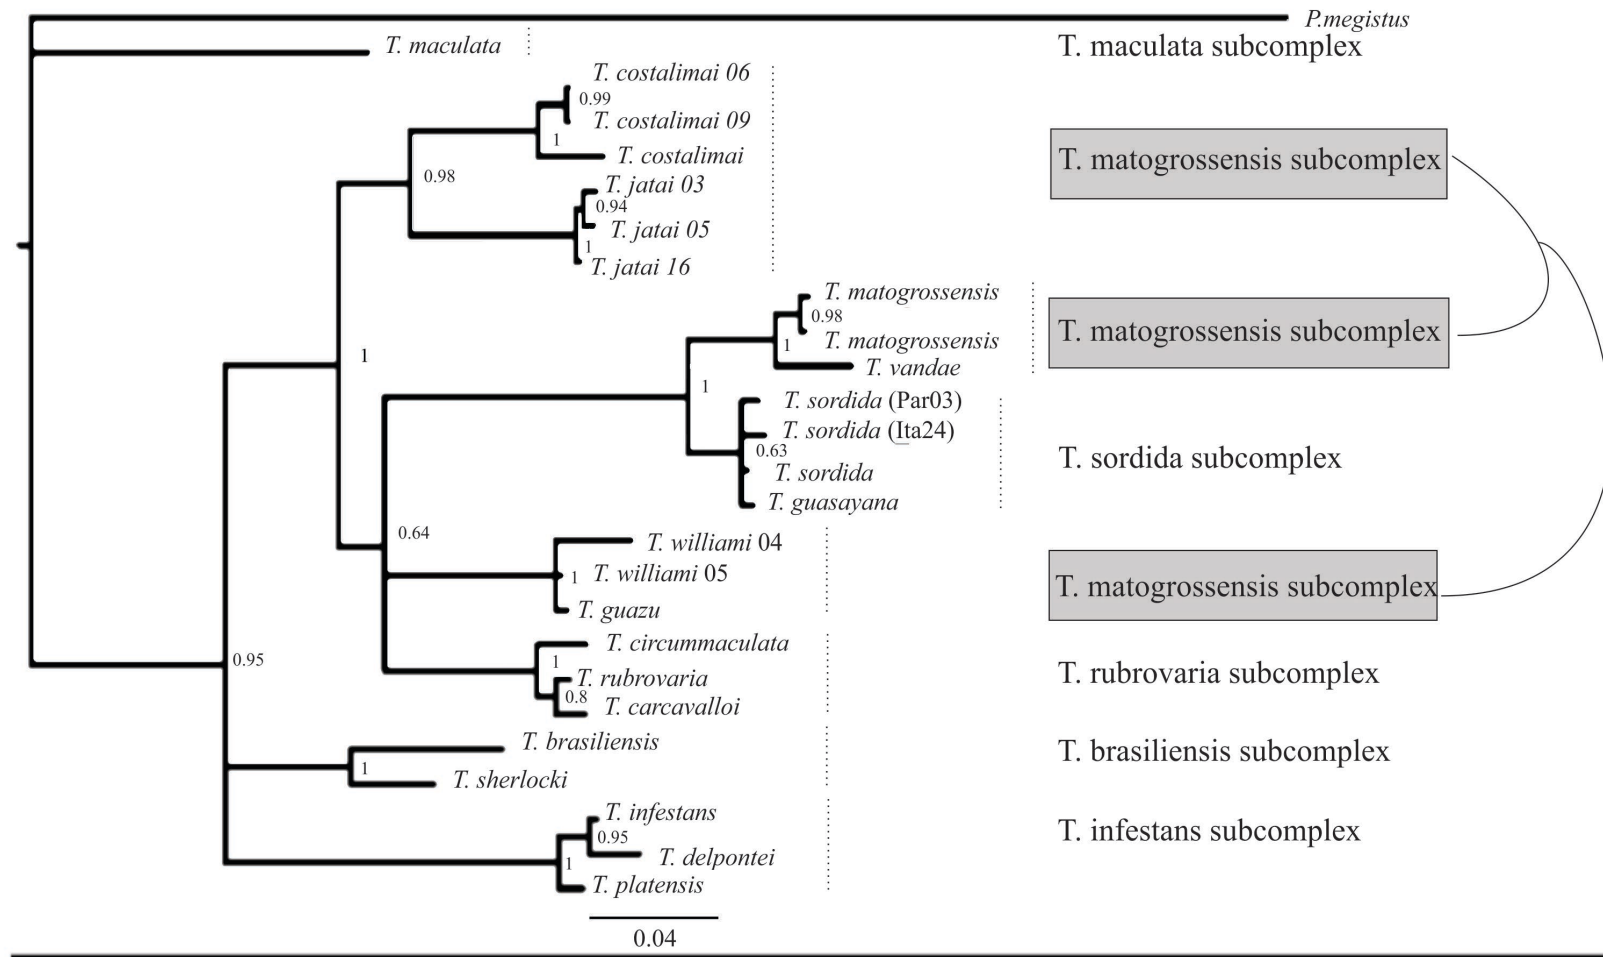 P.megistus
T. maculata
T. maculata subcomplex
T. costalimai 06
0.99
T. costalimai 09
1
T. costalimai
T. matogrossensis subcomplex
0.98
T. jatai 03
0.94
T. jatai 05
1
T. jatai 16
T. matogrossensis
0.98
T. matogrossensis
T. matogrossensis subcomplex
1
1
T. vandae
1
T. sordida (Par03)
T. sordida (Ita24)
0.63
T. sordida subcomplex
T. sordida
T. guasayana
0.64
T. williami 04
T. williami 05
1
T. matogrossensis subcomplex
T. guazu
T. circummaculata
0.95
1
T. rubrovaria
T. rubrovaria subcomplex
0.8
T. carcavalloi
T. brasiliensis
T. brasiliensis subcomplex
1
T. sherlocki
T. infestans
0.95
T. infestans subcomplex
T. delpontei
1
T. platensis
0.04